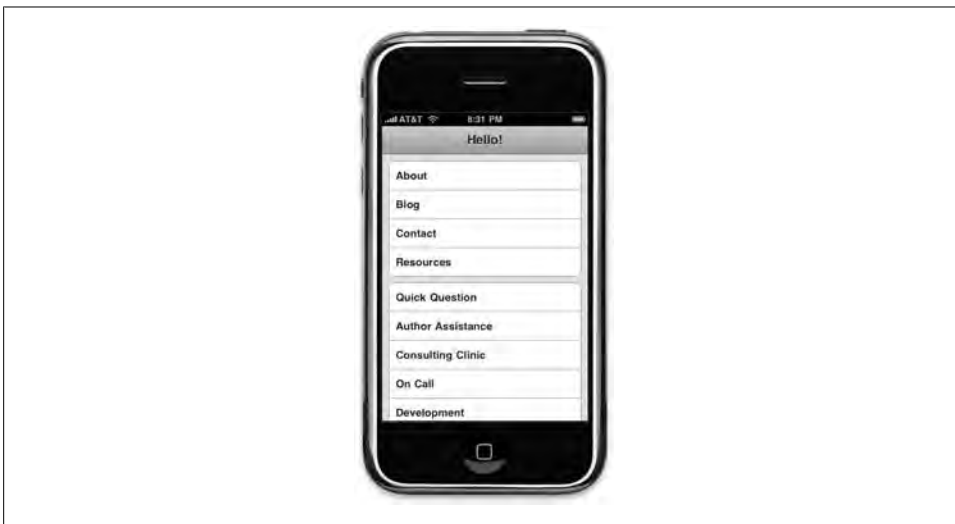 AT&T 8:31 PM
Hello!
About
Blog
Contact
Resources
Quick Question
Author Assistance
Consulting Clinic
On Call
Development